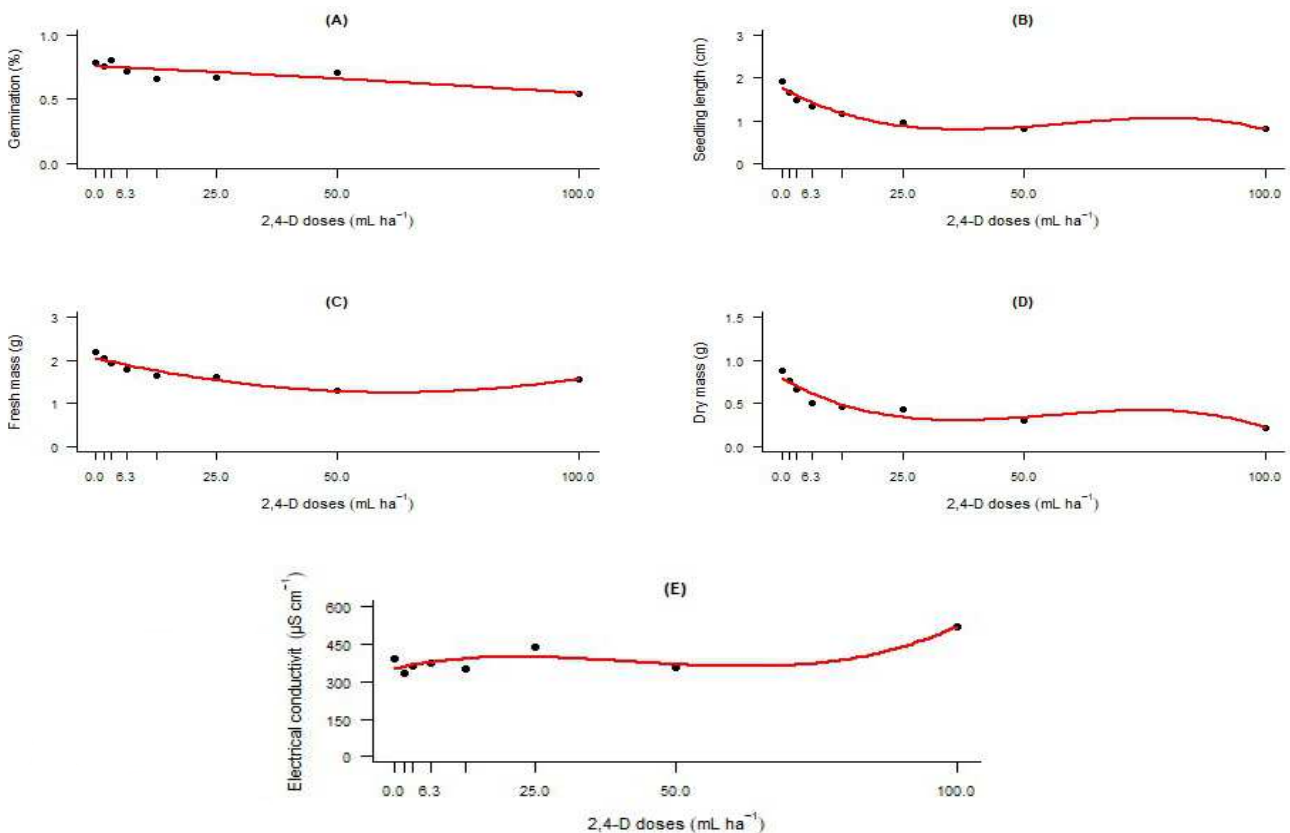 (A)
Germination (%)
1.0
0.5
0.0
0.0 6.3 25.0 50.0 100.0
2,4-D doses (mL ha⁻¹)
(B)
Seedling length (cm)
3
2
1
0
0.0 6.3 25.0 50.0 100.0
2,4-D doses (mL ha⁻¹)
(C)
Fresh mass (g)
3
2
1
0
0.0 6.3 25.0 50.0 100.0
2,4-D doses (mL ha⁻¹)
(D)
Dry mass (g)
1.5
1.0
0.5
0.0
0.0 6.3 25.0 50.0 100.0
2,4-D doses (mL ha⁻¹)
(E)
Electrical conductivit (µS cm⁻¹)
600
450
300
150
0
0.0 6.3 25.0 50.0 100.0
2,4-D doses (mL ha⁻¹)